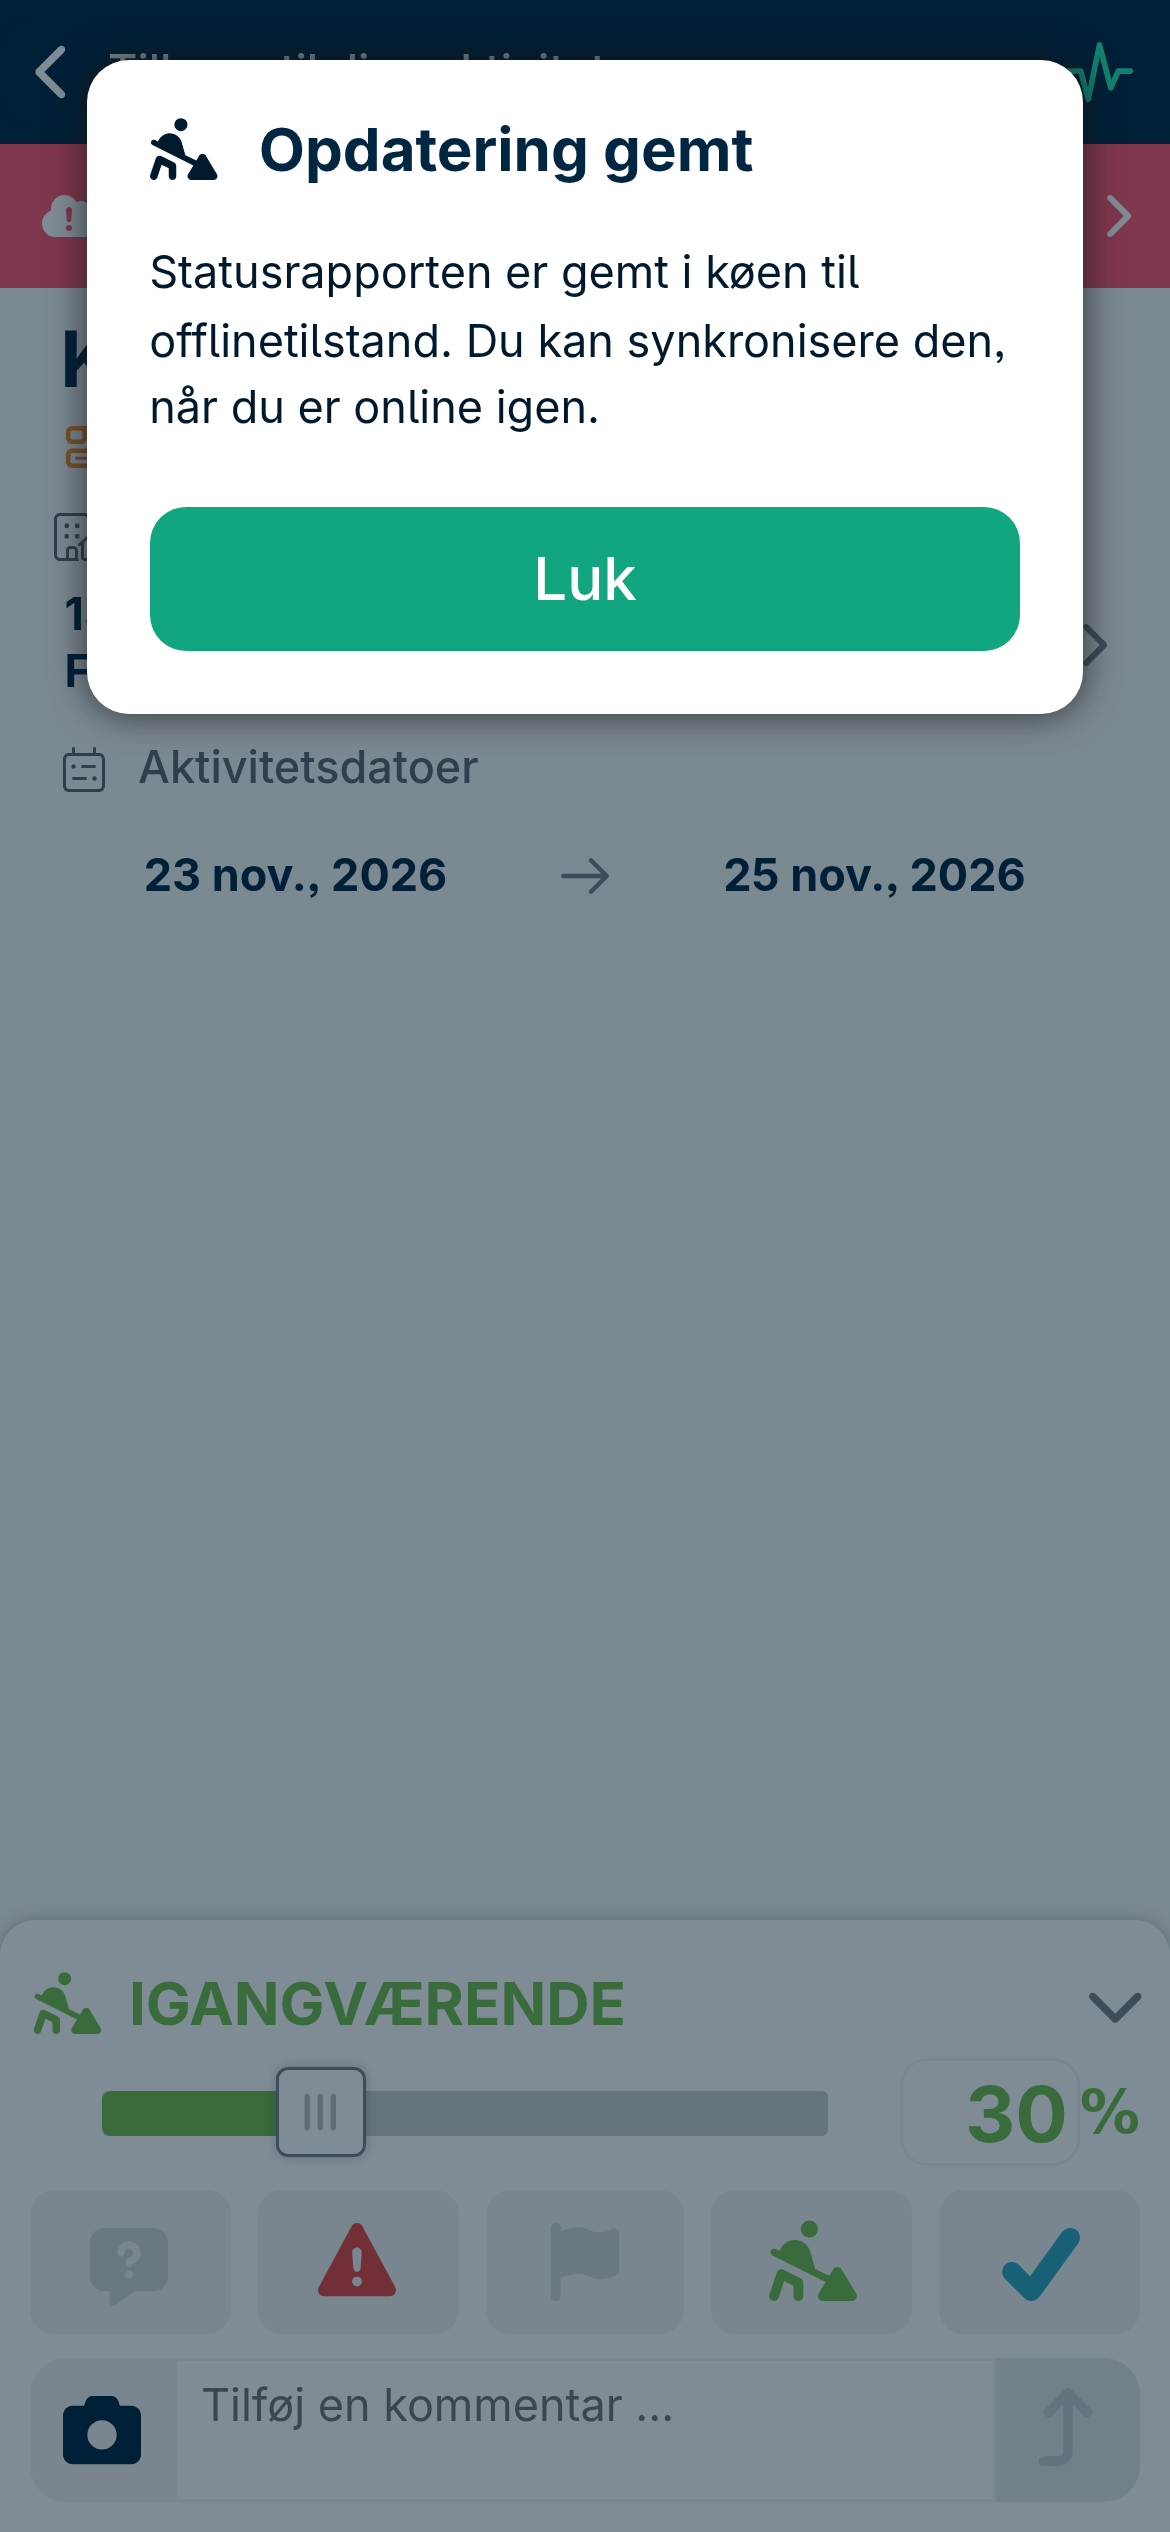 Opdatering gemt
Statusrapporten er gemt i køen til
offlinetilstand. Du kan synkronisere den,
når du er online igen.
Luk
Aktivitetsdatoer
23 nov., 2026 → 25 nov., 2026
IGANGVÆRENDE
30 %
Tilføj en kommentar ...